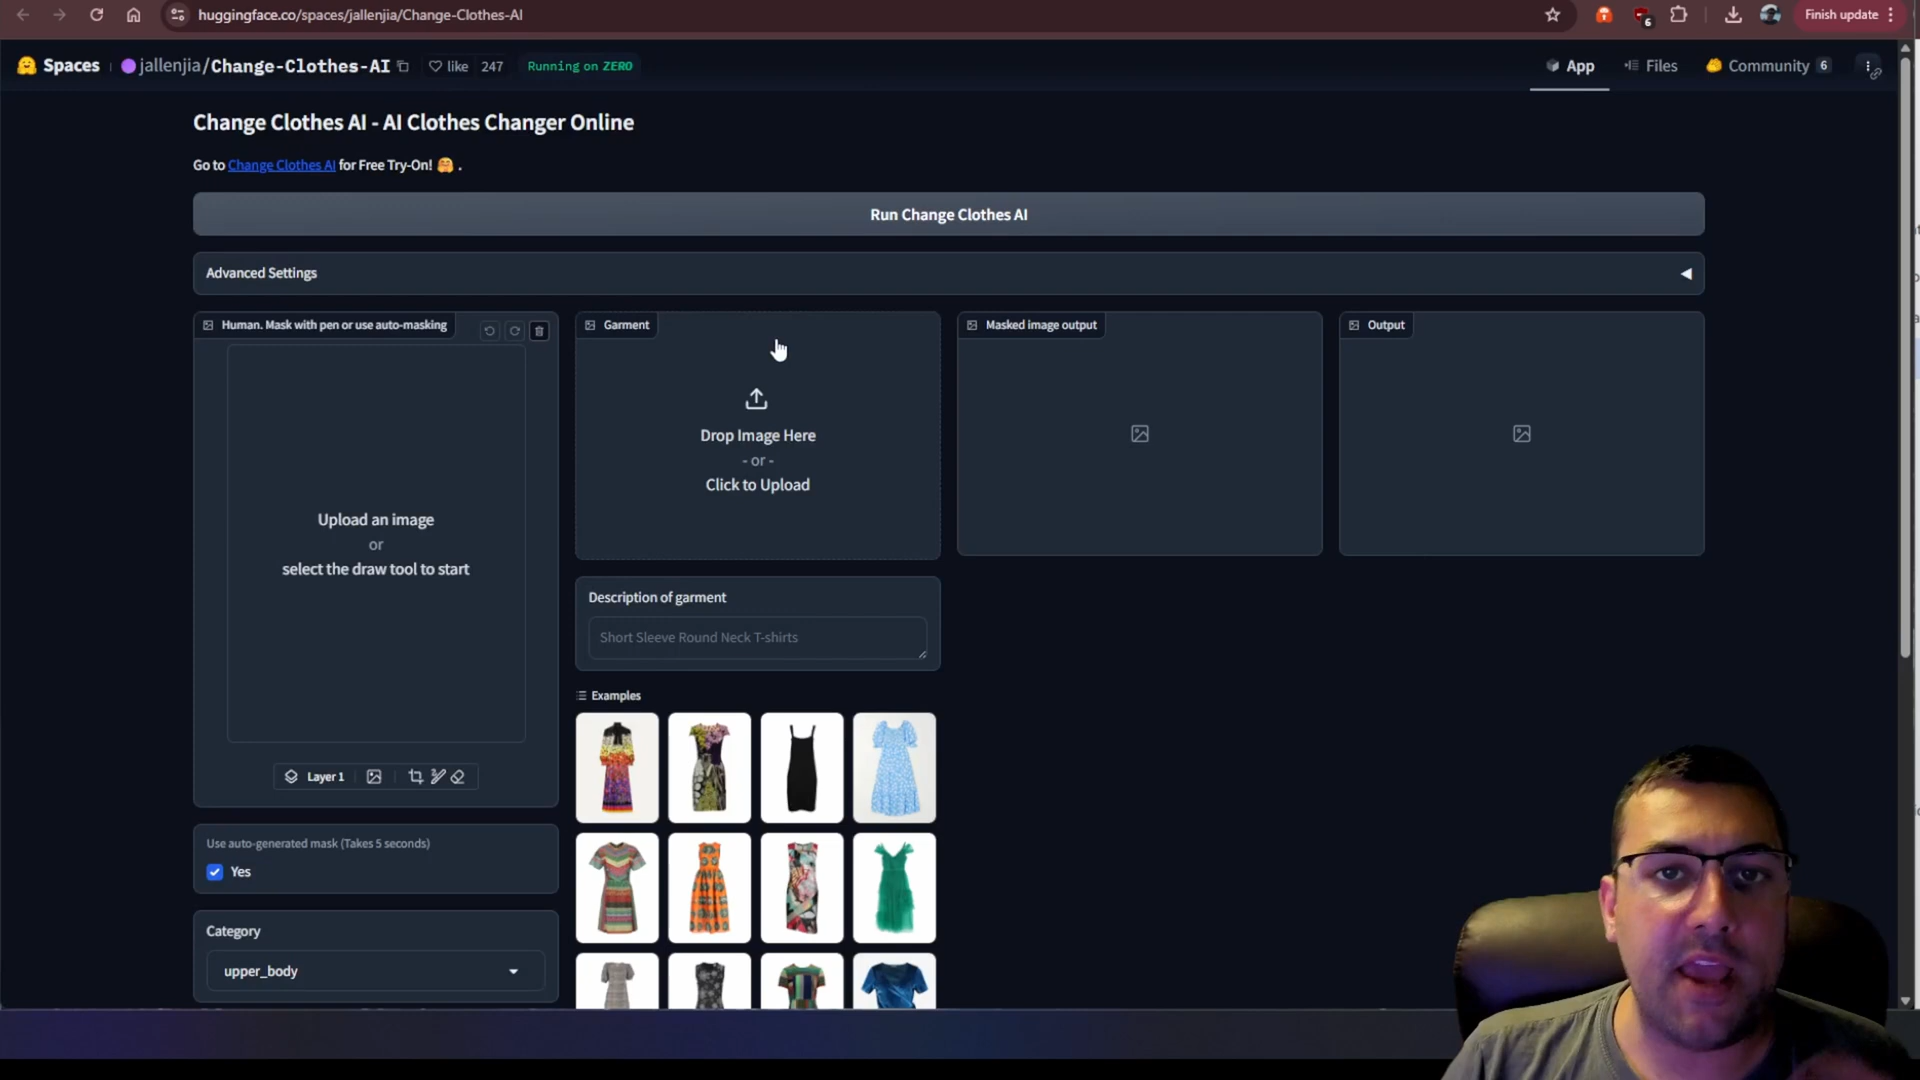 huggingface.co/spaces/jallenjia/Change-Clothes-AI
6
Finish update
Spaces
jallenjia/Change-Clothes-AI
like 247
Running on ZERO
App
Files
Community 6
Change Clothes AI - AI Clothes Changer Online
Go to Change Clothes AI for Free Try-On! 🤗 .
Run Change Clothes AI
Advanced Settings
Human. Mask with pen or use auto-masking
Garment
Masked image output
Output
Drop Image Here
- or -
Click to Upload
Upload an image
or
select the draw tool to start
Description of garment
Short Sleeve Round Neck T-shirts
Examples
Layer 1
Use auto-generated mask (Takes 5 seconds)
Yes
Category
upper_body